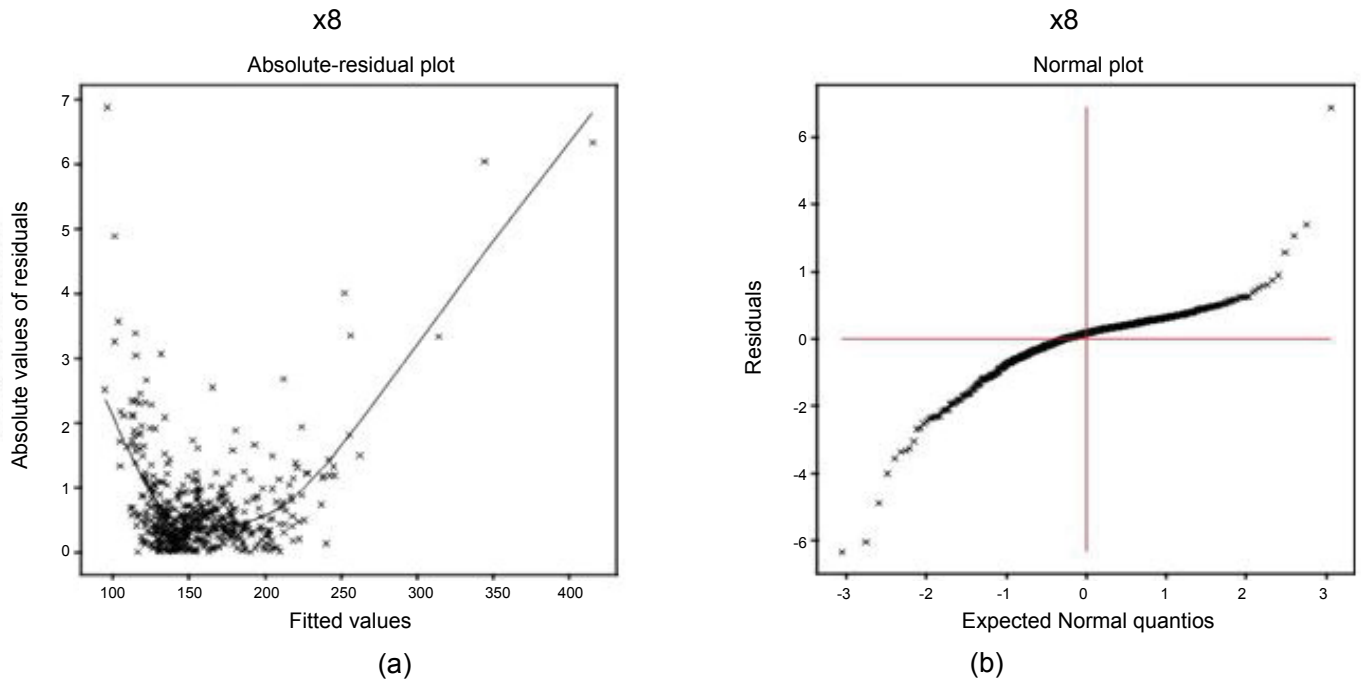 x8
Absolute-residual plot
Absolute values of residuals
7
6
5
4
3
2
1
0
100 150 200 250 300 350 400
Fitted values
(a)
x8
Normal plot
Residuals
6
4
1
0
-2
-4
-6
-3 -2 -1 0 1 2 3
Expected Normal quantios
(b)